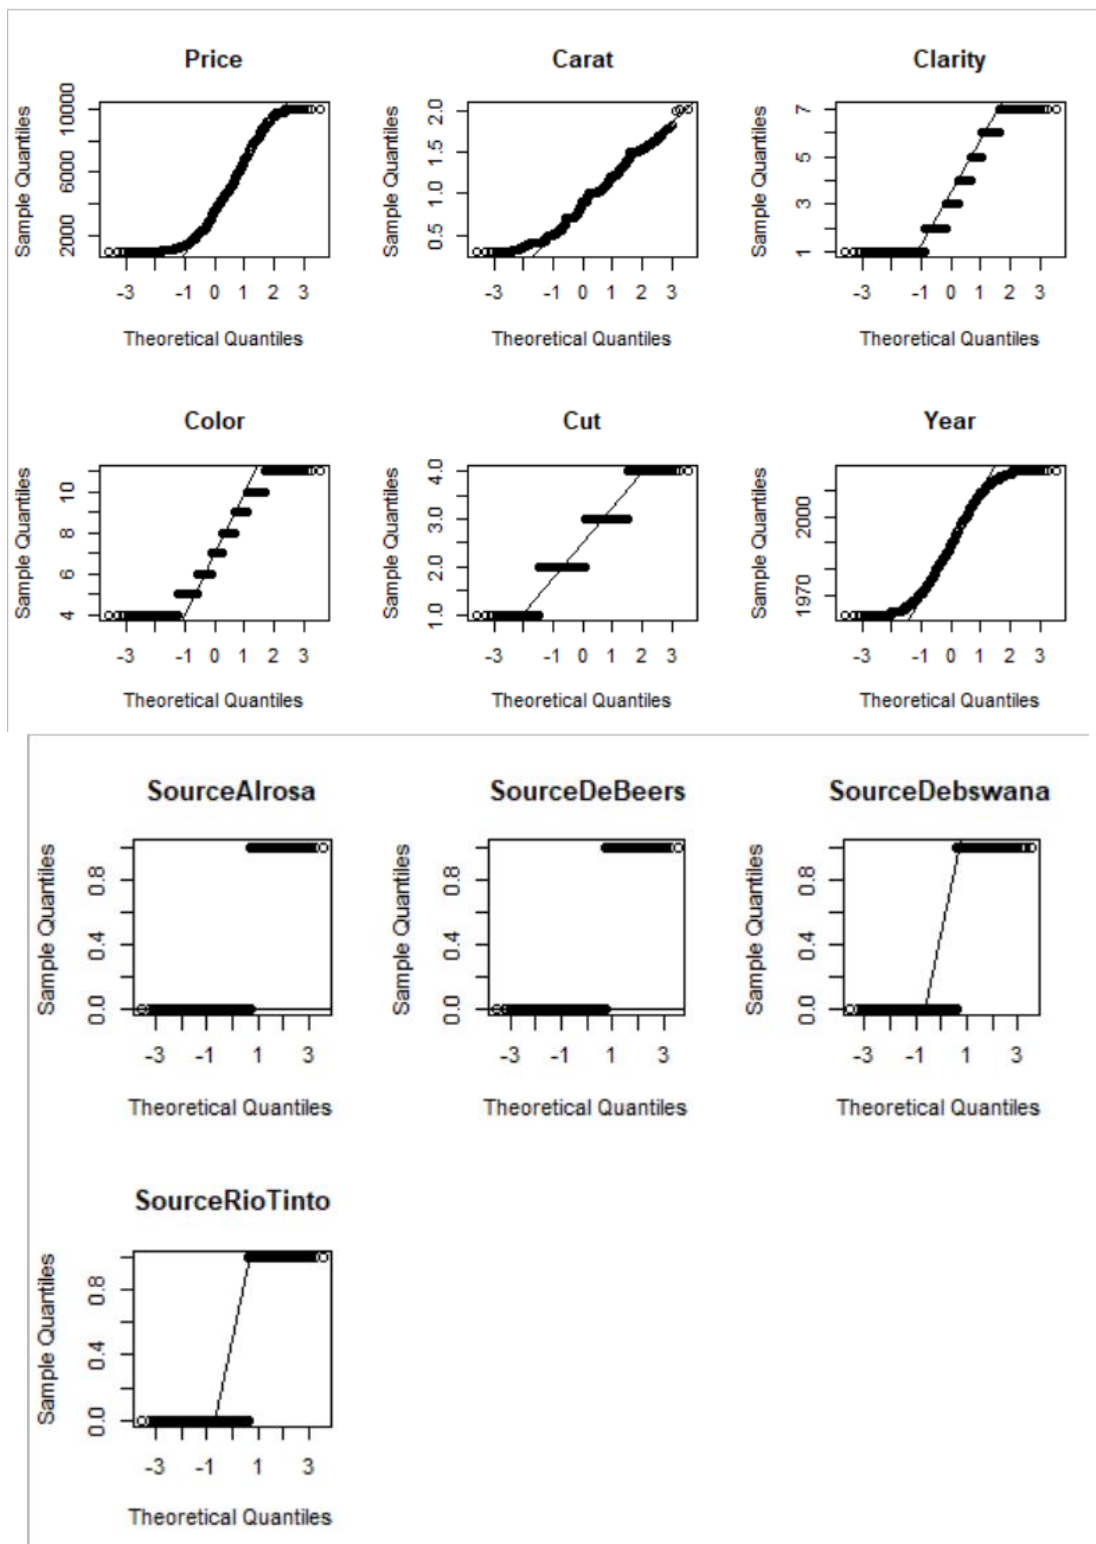 Price
Carat
Clarity
Sample Quantiles
2000 6000 10000
-3 -1 0 1 2 3
Theoretical Quantiles
Sample Quantiles
0.5 1.0 1.5 2.0
-3 -1 0 1 2 3
Theoretical Quantiles
Sample Quantiles
1 3 5 7
-3 -1 0 1 2 3
Theoretical Quantiles
Color
Cut
Year
Sample Quantiles
4 6 8 10
-3 -1 0 1 2 3
Theoretical Quantiles
Sample Quantiles
1.0 2.0 3.0 4.0
-3 -1 0 1 2 3
Theoretical Quantiles
Sample Quantiles
1970 2000
-3 -1 0 1 2 3
Theoretical Quantiles
SourceAlrosa
SourceDeBeers
SourceDebswana
Sample Quantiles
0.0 0.4 0.8
-3 -1 1 3
Theoretical Quantiles
Sample Quantiles
0.0 0.4 0.8
-3 -1 1 3
Theoretical Quantiles
Sample Quantiles
0.0 0.4 0.8
-3 -1 1 3
Theoretical Quantiles
SourceRioTinto
Sample Quantiles
0.0 0.4 0.8
-3 -1 1 3
Theoretical Quantiles